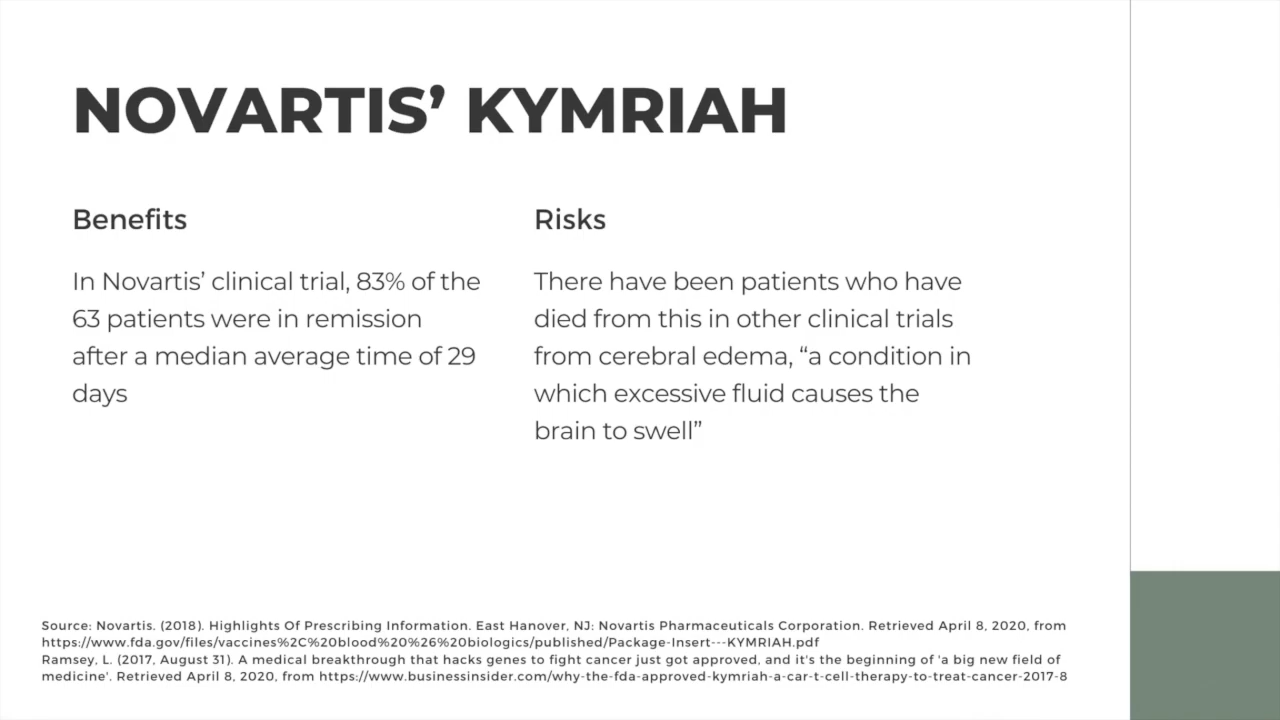 NOVARTIS’ KYMRIAH
Benefits
In Novartis’ clinical trial, 83% of the
63 patients were in remission
after a median average time of 29
days
Risks
There have been patients who have
died from this in other clinical trials
from cerebral edema, “a condition in
which excessive fluid causes the
brain to swell”
Source: Novartis. (2018). Highlights Of Prescribing Information. East Hanover, NJ: Novartis Pharmaceuticals Corporation. Retrieved April 8, 2020, from
https://www.fda.gov/files/vaccines%2C%20blood%20%26%20biologics/published/Package-Insert---KYMRIAH.pdf
Ramsey, L. (2017, August 31). A medical breakthrough that hacks genes to fight cancer just got approved, and it's the beginning of 'a big new field of
medicine'. Retrieved April 8, 2020, from https://www.businessinsider.com/why-the-fda-approved-kymriah-a-car-t-cell-therapy-to-treat-cancer-2017-8